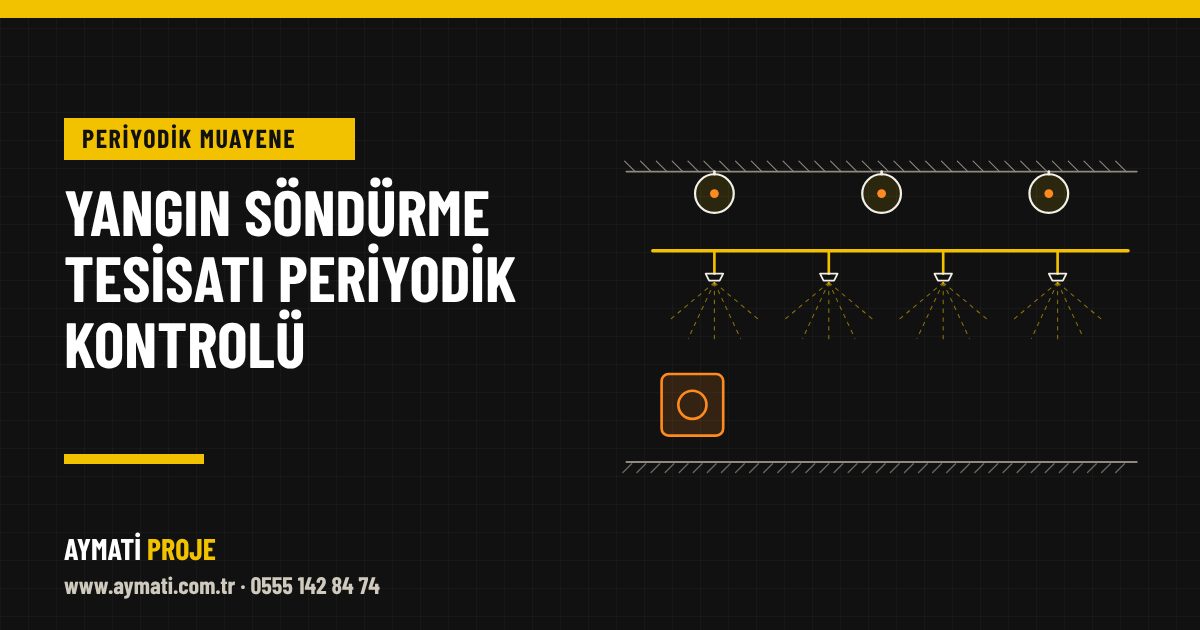 PERİYODİK MUAYENE
YANGIN SÖNDÜRME
TESİSATI PERİYODİK
KONTROLÜ
AYMATİ PROJE
www.aymati.com.tr · 0555 142 84 74